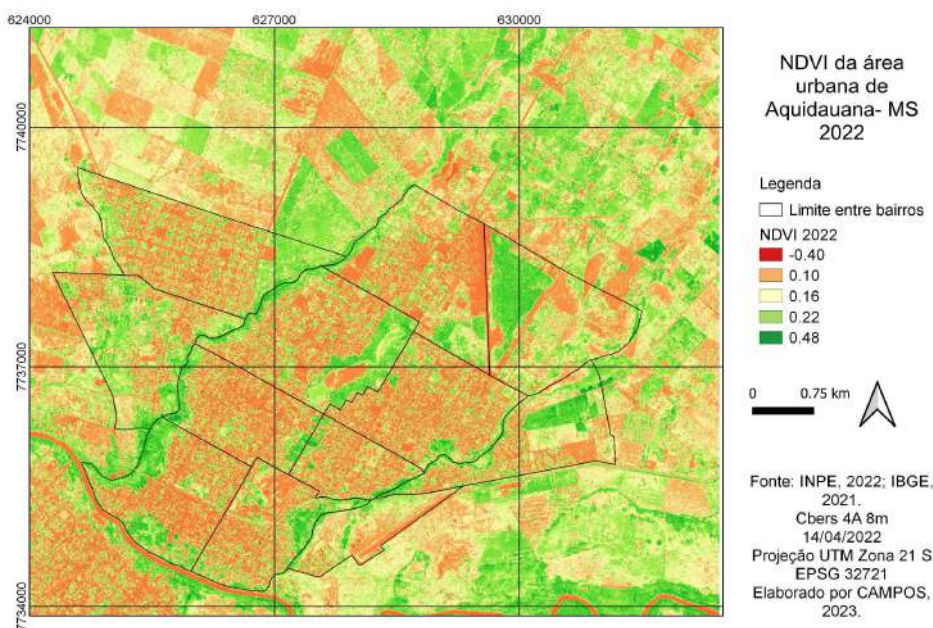 624000
627000
630000
7740000
7737000
7734000
NDVI da área
urbana de
Aquidauana- MS
2022
Legenda
Limite entre bairros
NDVI 2022
-0.40
0.10
0.16
0.22
0.48
0 0.75 km
Fonte: INPE, 2022; IBGE,
2021.
Cbers 4A 8m
14/04/2022
Projeção UTM Zona 21 S
EPSG 32721
Elaborado por CAMPOS,
2023.